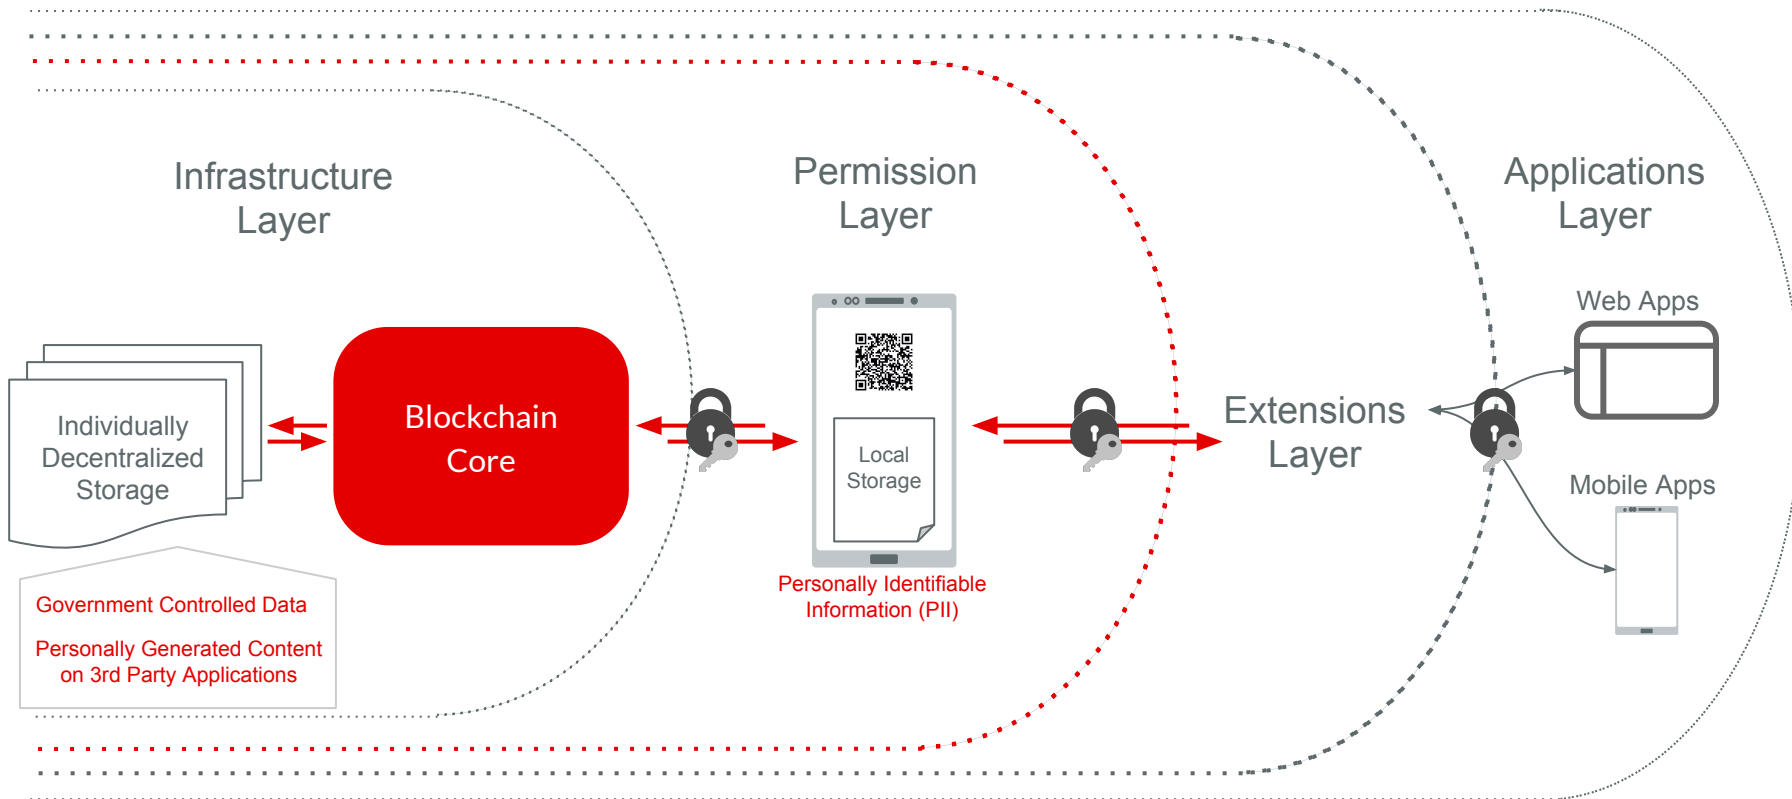 Infrastructure
Layer
Permission
Layer
Applications
Layer
Individually
Decentralized
Storage
Blockchain
Core
Local
Storage
Extensions
Layer
Web Apps
Mobile Apps
Government Controlled Data
Personally Generated Content
on 3rd Party Applications
Personally Identifiable
Information (PII)